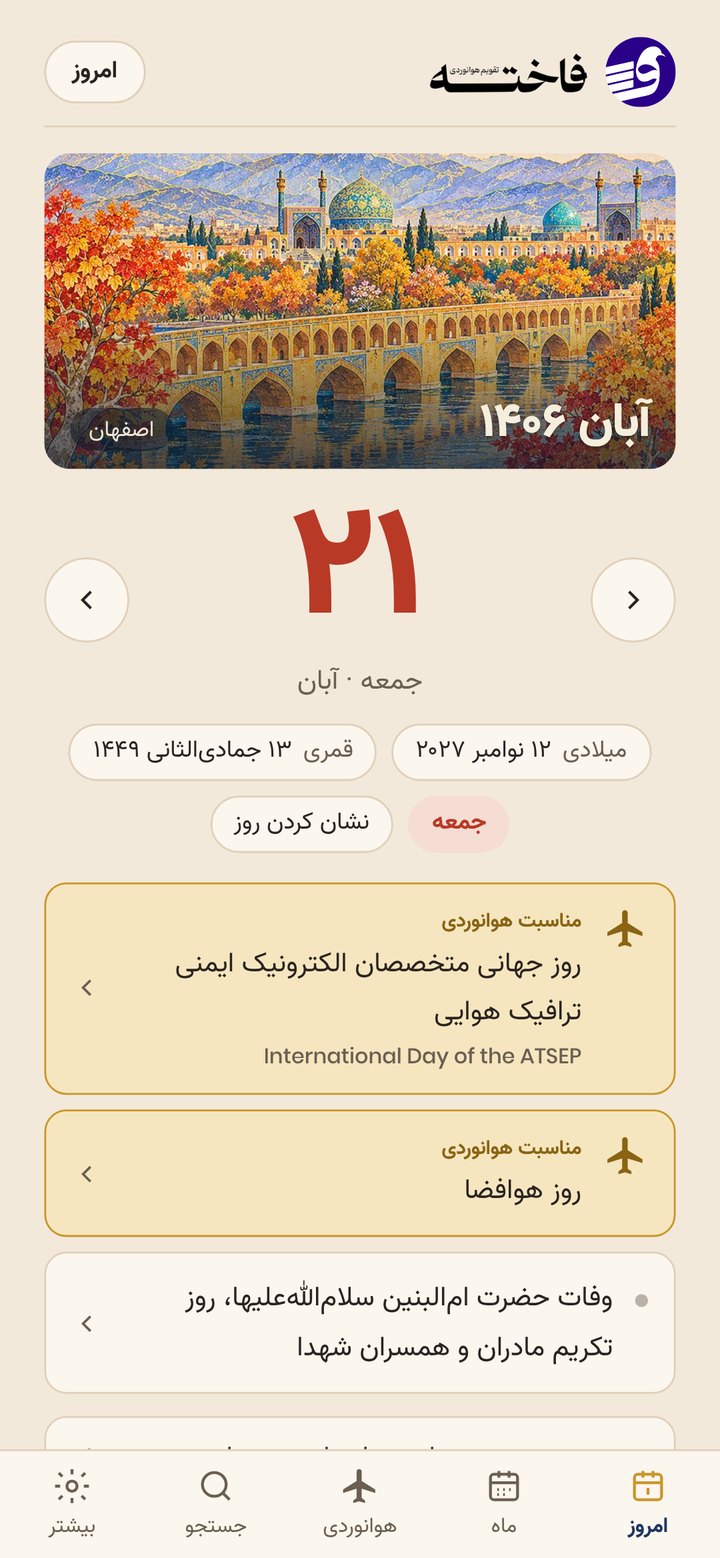 فاختـــه
تقویم هوانوردی
امروز
آبان ۱۴۰۶
اصفهان
۲۱
جمعه · آبان
میلادی ۱۲ نوامبر ۲۰۲۷
قمری ۱۳ جمادی‌الثانی ۱۴۴۹
جمعه
نشان کردن روز
مناسبت هوانوردی
روز جهانی متخصصان الکترونیک ایمنی
ترافیک هوایی
International Day of the ATSEP
مناسبت هوانوردی
روز هوافضا
وفات حضرت ام‌البنین سلام‌الله‌علیها، روز
تکریم مادران و همسران شهدا
امروز
ماه
هوانوردی
جستجو
بیشتر